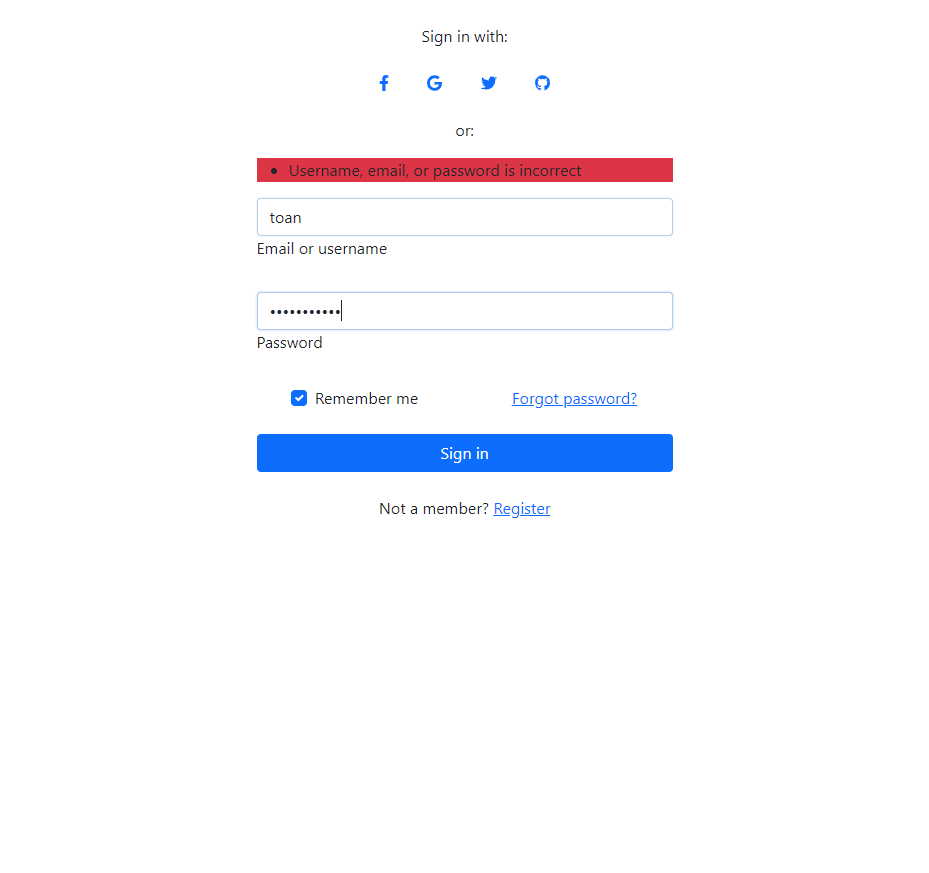 Sign in with:
or:
• Username, email, or password is incorrect
toan
Email or username
•••••••••••
Password
Remember me Forgot password?
Sign in
Not a member? Register